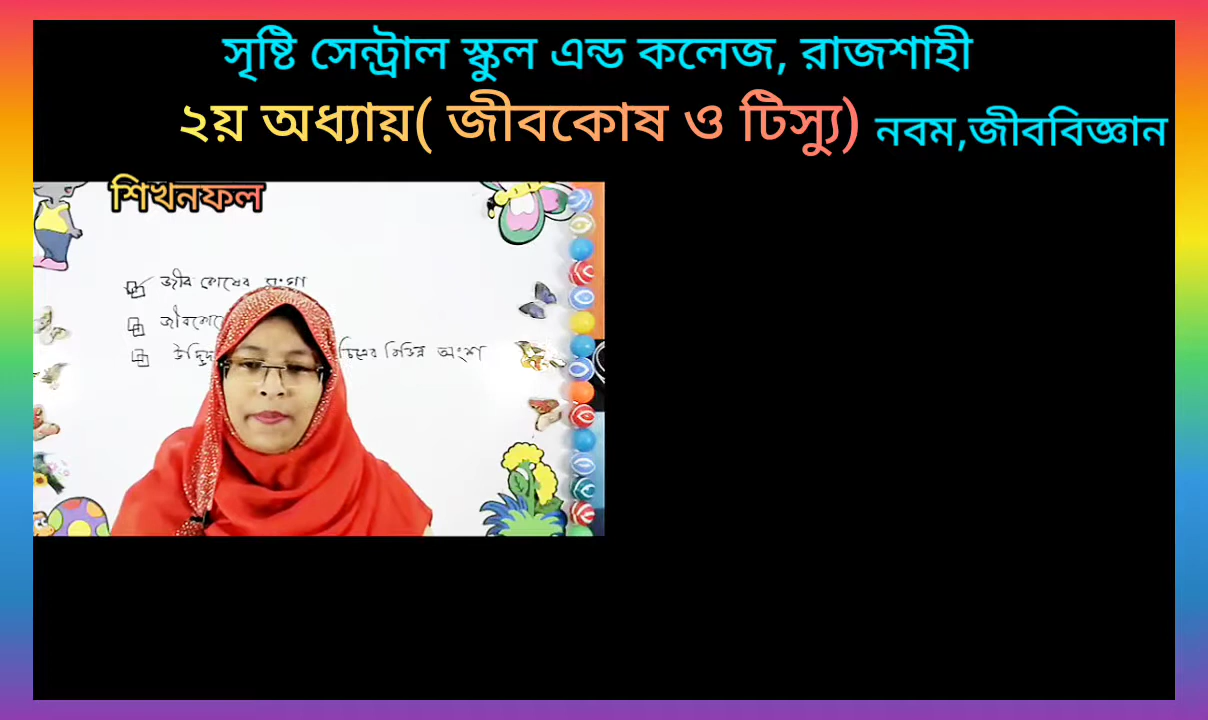 সৃষ্টি সেন্ট্রাল স্কুল এন্ড কলেজ, রাজশাহী
২য় অধ্যায়( জীবকোষ ও টিস্যু) নবম,জীববিজ্ঞান
শিখনফল
জীব কোষের সংজ্ঞা
চিত্রের বিভিন্ন অংশ